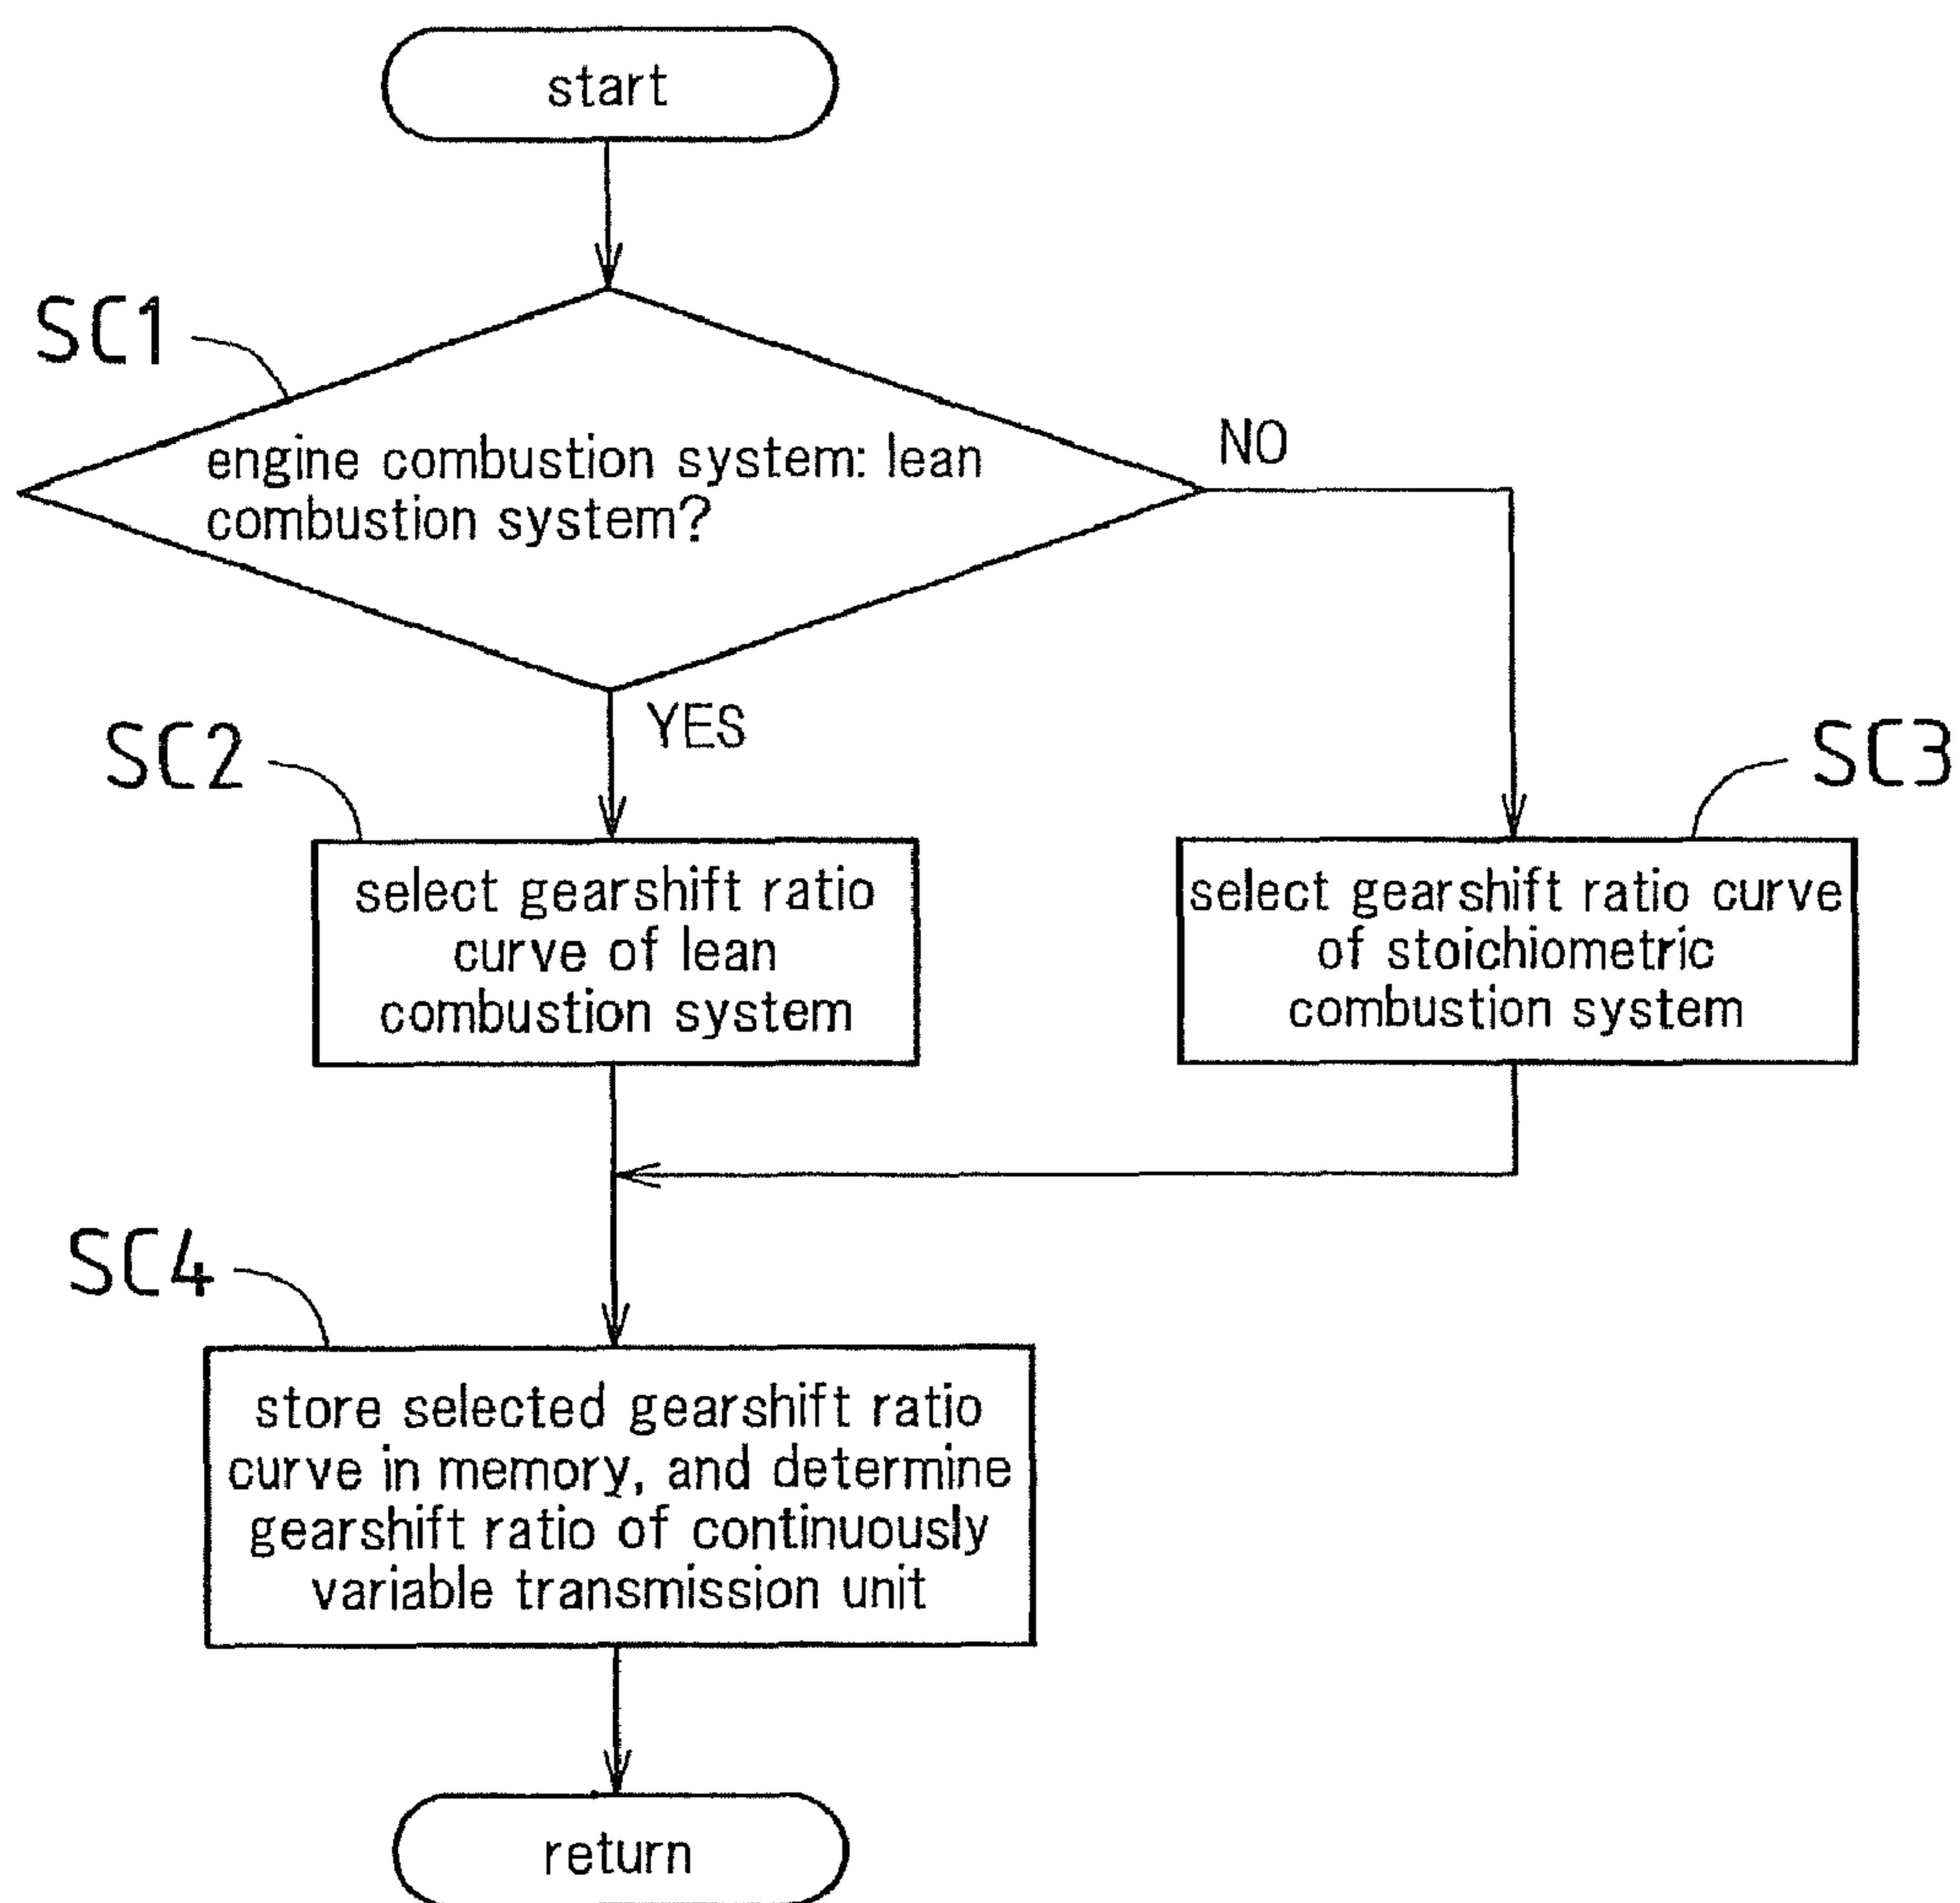 start
SC1
engine combustion system: lean
combustion system?
NO
YES
SC2
select gearshift ratio
curve of lean
combustion system
SC3
select gearshift ratio curve
of stoichiometric
combustion system
SC4
store selected gearshift ratio
curve in memory, and determine
gearshift ratio of continuously
variable transmission unit
return